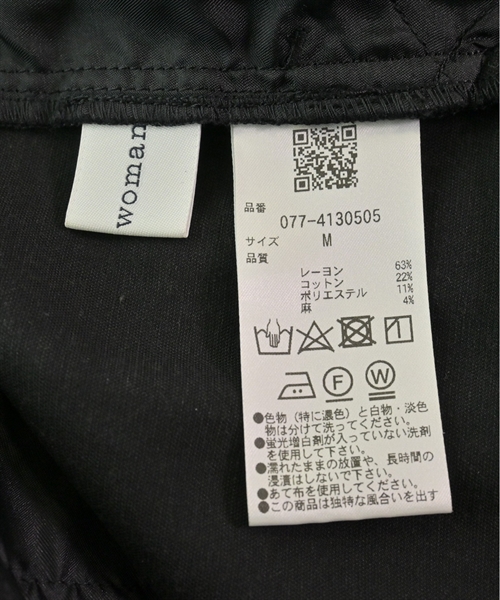 woman
品番
077-4130505
サイズ M
品質
レーヨン 63%
コットン 22%
ポリエステル 11%
麻 4%
F
W
●色物（特に濃色）と白物・淡色
物は分けて洗ってください。
●蛍光増白剤が入っていない洗剤
を使用して下さい。
●濡れたままの放置や、長時間の
浸漬はしないで下さい。
●あて布を使用してください。
●この商品は独特な風合いを出す